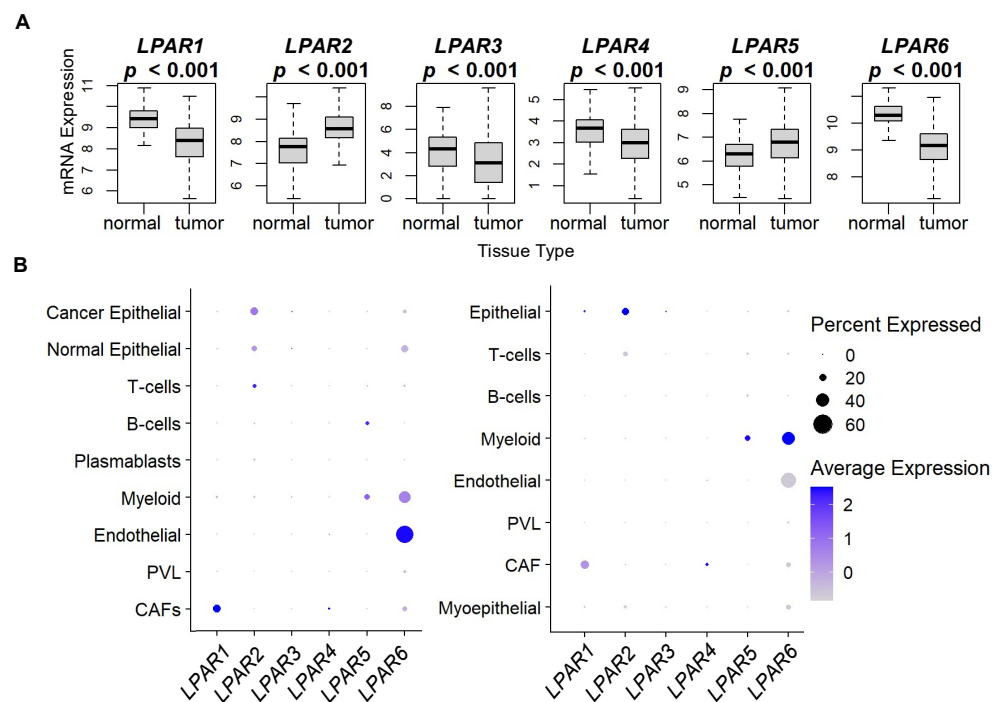 A
LPAR1 LPAR2 LPAR3 LPAR4 LPAR5 LPAR6
p < 0.001 p < 0.001 p < 0.001 p < 0.001 p < 0.001 p < 0.001
mRNA Expression
11
9
8
6
normal tumor
9
8
6
normal tumor
8
6
4
2
0
normal tumor
5
4
3
2
1
normal tumor
9
7
6
5
normal tumor
10
9
8
normal tumor
Tissue Type
B
Cancer Epithelial
Normal Epithelial
T-cells
B-cells
Plasmablasts
Myeloid
Endothelial
PVL
CAFs
LPAR1 LPAR2 LPAR3 LPAR4 LPAR5 LPAR6
Epithelial
T-cells
B-cells
Myeloid
Endothelial
PVL
CAF
Myoepithelial
LPAR1 LPAR2 LPAR3 LPAR4 LPAR5 LPAR6
Percent Expressed
0
20
40
60
Average Expression
2
1
0